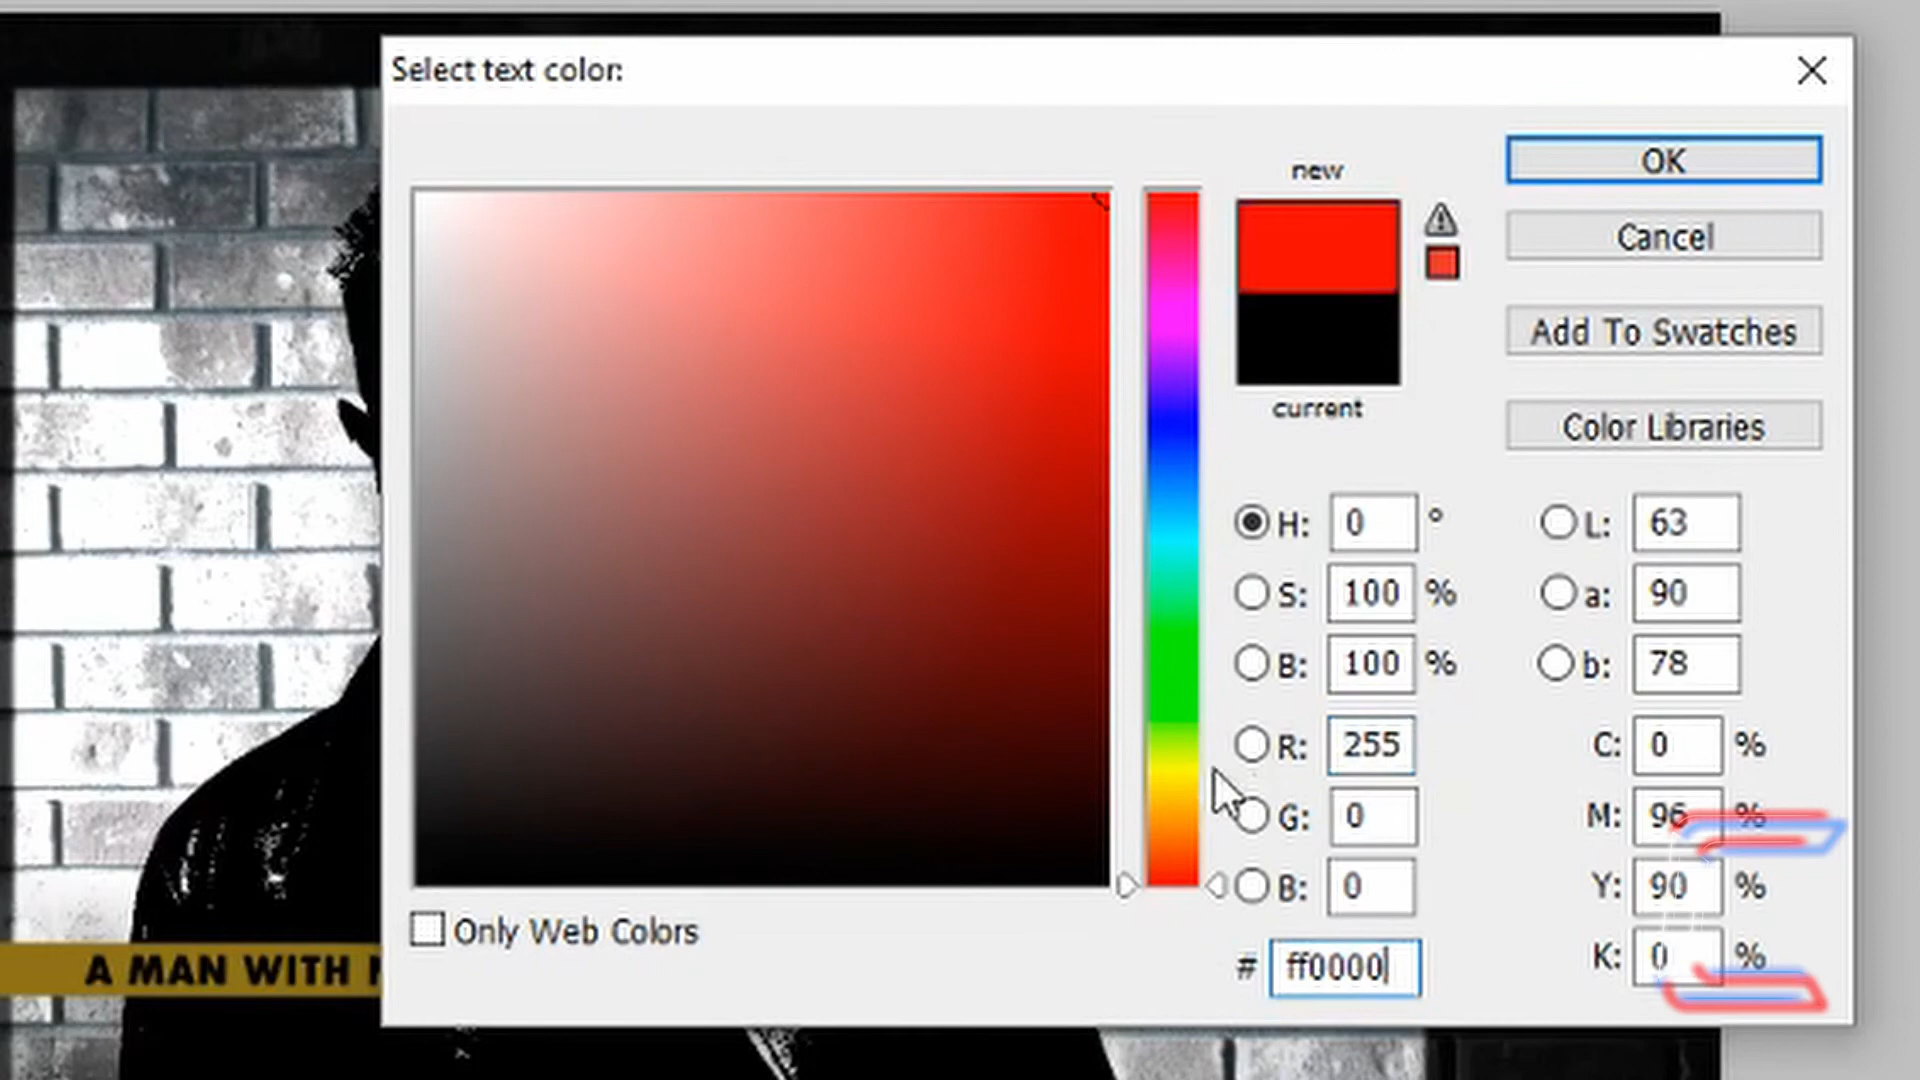 Select text color:
new
current
OK
Cancel
Add To Swatches
Color Libraries
H: 0 °
S: 100 %
B: 100 %
R: 255
G: 0
B: 0
# ff0000
L: 63
a: 90
b: 78
C: 0 %
M: 96 %
Y: 90 %
K: 0 %
Only Web Colors
A MAN WITH